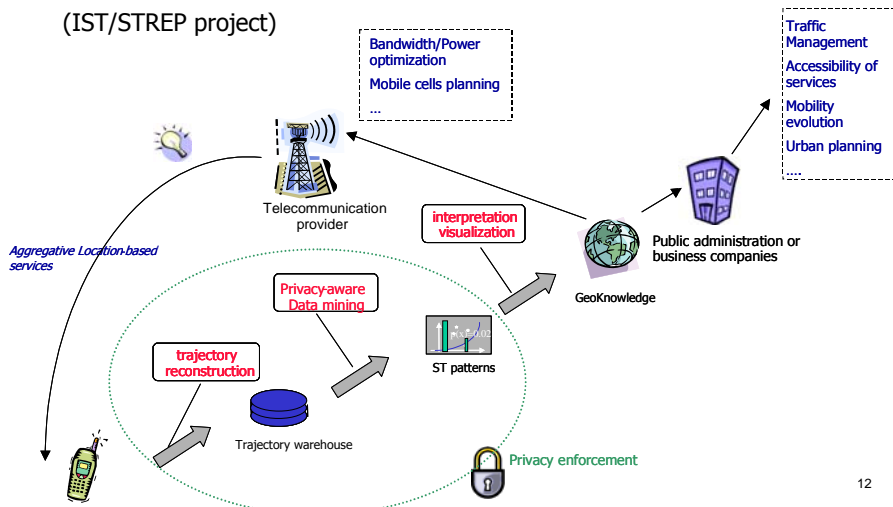 (IST/STREP project)
Bandwidth/Power
optimization
Mobile cells planning
...
Traffic
Management
Accessibility of
services
Mobility
evolution
Urban planning
....
Telecommunication
provider
interpretation
visualization
Public administration or
business companies
GeoKnowledge
Aggregative Location-based
services
Privacy-aware
Data mining
p(x)=0.02
ST patterns
trajectory
reconstruction
Trajectory warehouse
Privacy enforcement
12